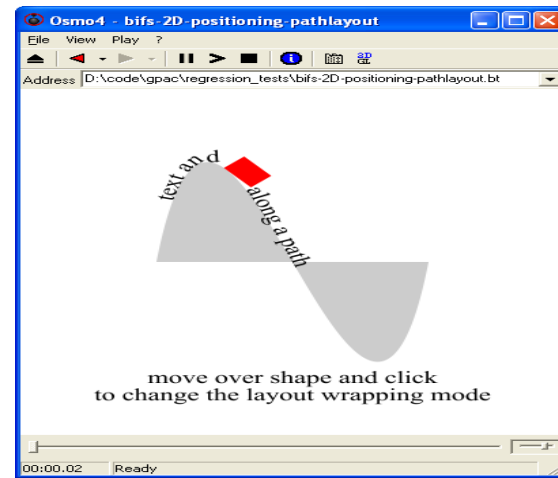 Osmo4 - bifs-2D-positioning-pathlayout
File View Play ?
Address D:\code\gpac\regression_tests\bifs-2D-positioning-pathlayout.bt
text and
along a path
move over shape and click
to change the layout wrapping mode
00:00.02 Ready